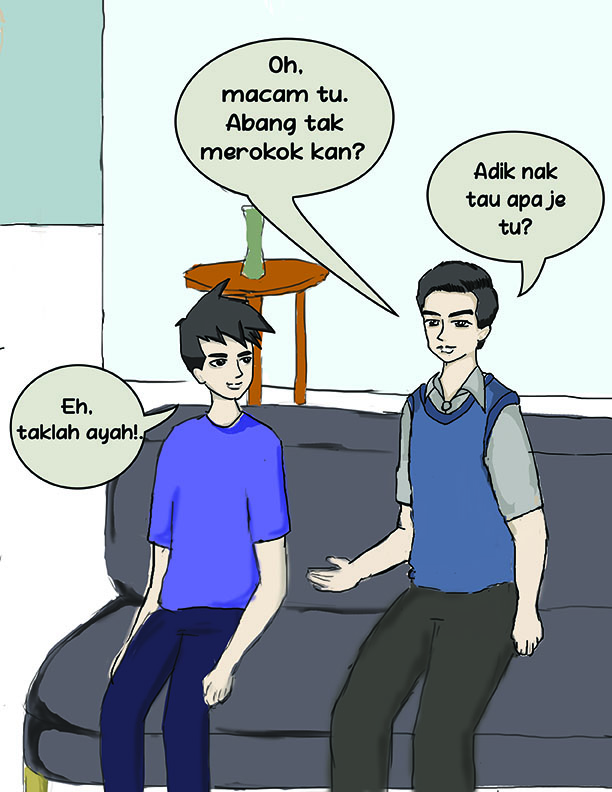 Oh,
macam tu.
Abang tak
merokok kan?
Adik nak
tau apa je
tu?
Eh,
taklah ayah!.